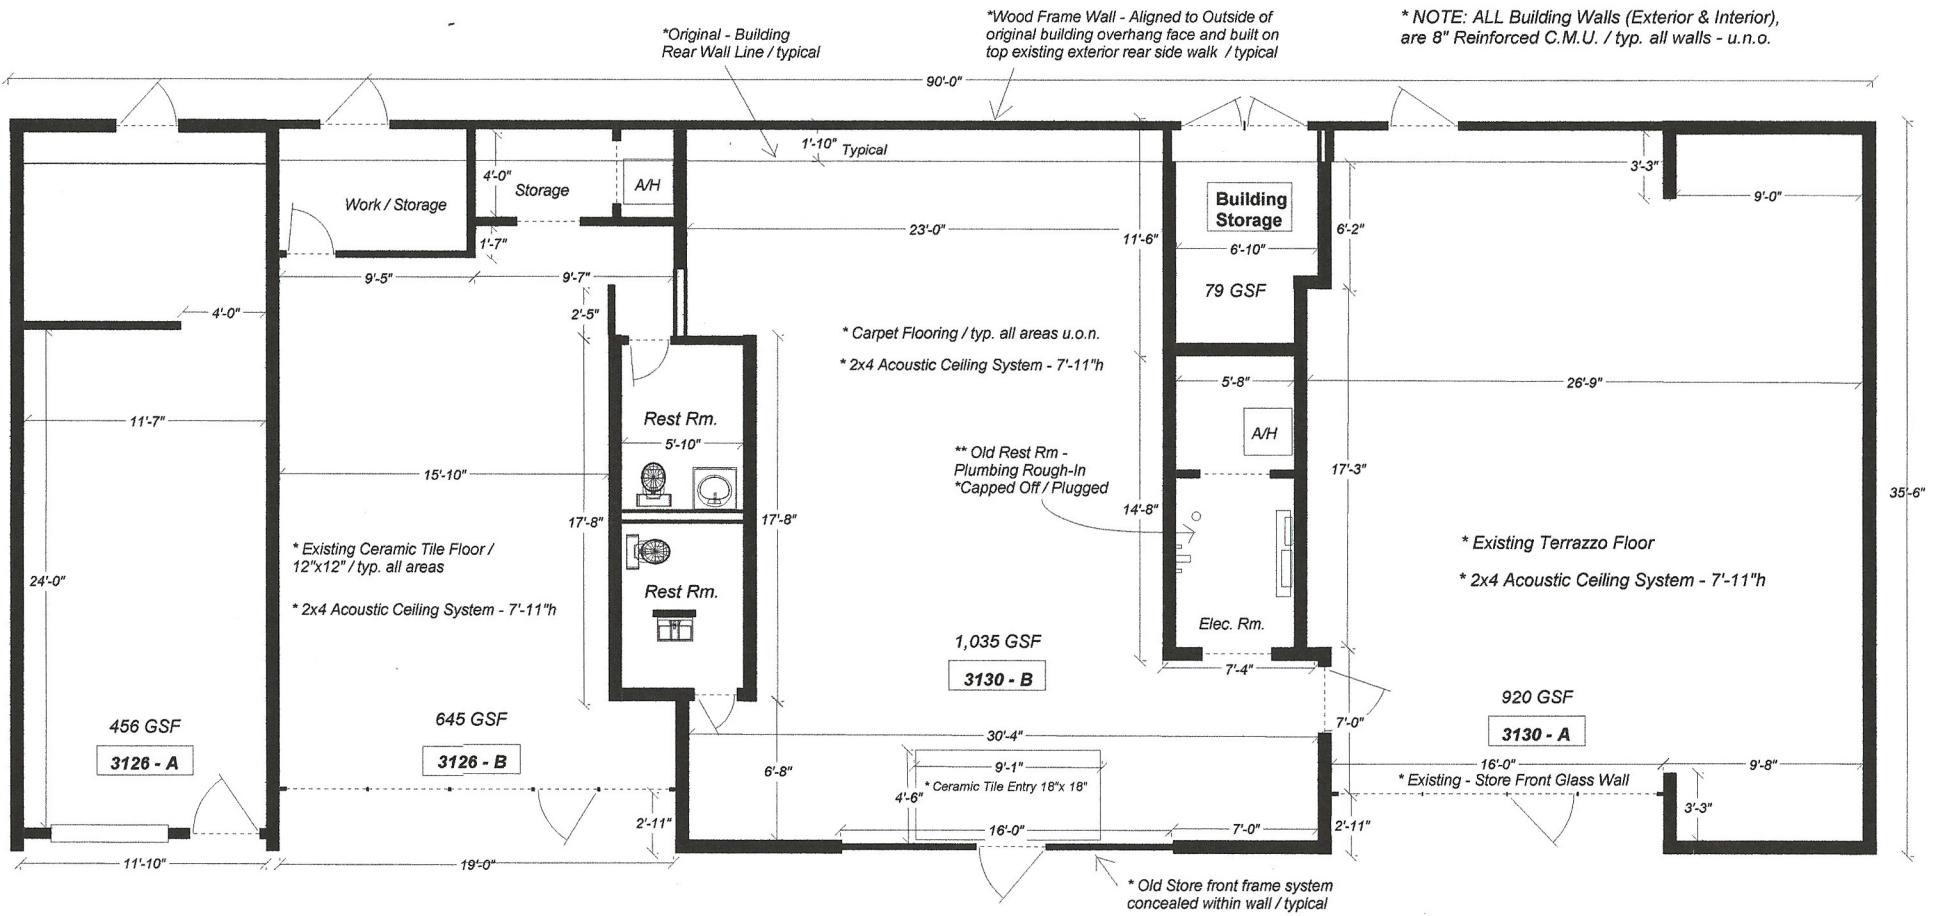 *Original - Building
Rear Wall Line / typical
*Wood Frame Wall - Aligned to Outside of
original building overhang face and built on
top existing exterior rear side walk / typical
* NOTE: ALL Building Walls (Exterior & Interior),
are 8" Reinforced C.M.U. / typ. all walls - u.n.o.
90'-0"
1'-10" Typical
4'-0"
Storage
A/H
Work / Storage
1'-7"
9'-5"
9'-7"
2'-5"
4'-0"
23'-0"
11'-6"
Building
Storage
6'-10"
79 GSF
6'-2"
3'-3"
9'-0"
* Carpet Flooring / typ. all areas u.o.n.
* 2x4 Acoustic Ceiling System - 7'-11"h
5'-8"
26'-9"
11'-7"
Rest Rm.
5'-10"
A/H
15'-10"
** Old Rest Rm -
Plumbing Rough-In
*Capped Off / Plugged
17'-3"
14'-8"
35'-6"
17'-8"
17'-8"
* Existing Ceramic Tile Floor /
12"x12" / typ. all areas
* 2x4 Acoustic Ceiling System - 7'-11"h
24'-0"
Rest Rm.
* Existing Terrazzo Floor
* 2x4 Acoustic Ceiling System - 7'-11"h
Elec. Rm.
1,035 GSF
3130 - B
7'-4"
456 GSF
3126 - A
645 GSF
3126 - B
920 GSF
3130 - A
7'-0"
30'-4"
6'-8"
9'-1"
* Ceramic Tile Entry 18"x 18"
4'-6"
16'-0"
9'-8"
* Existing - Store Front Glass Wall
3'-3"
2'-11"
16'-0"
7'-0"
2'-11"
11'-10"
19'-0"
* Old Store front frame system
concealed within wall / typical